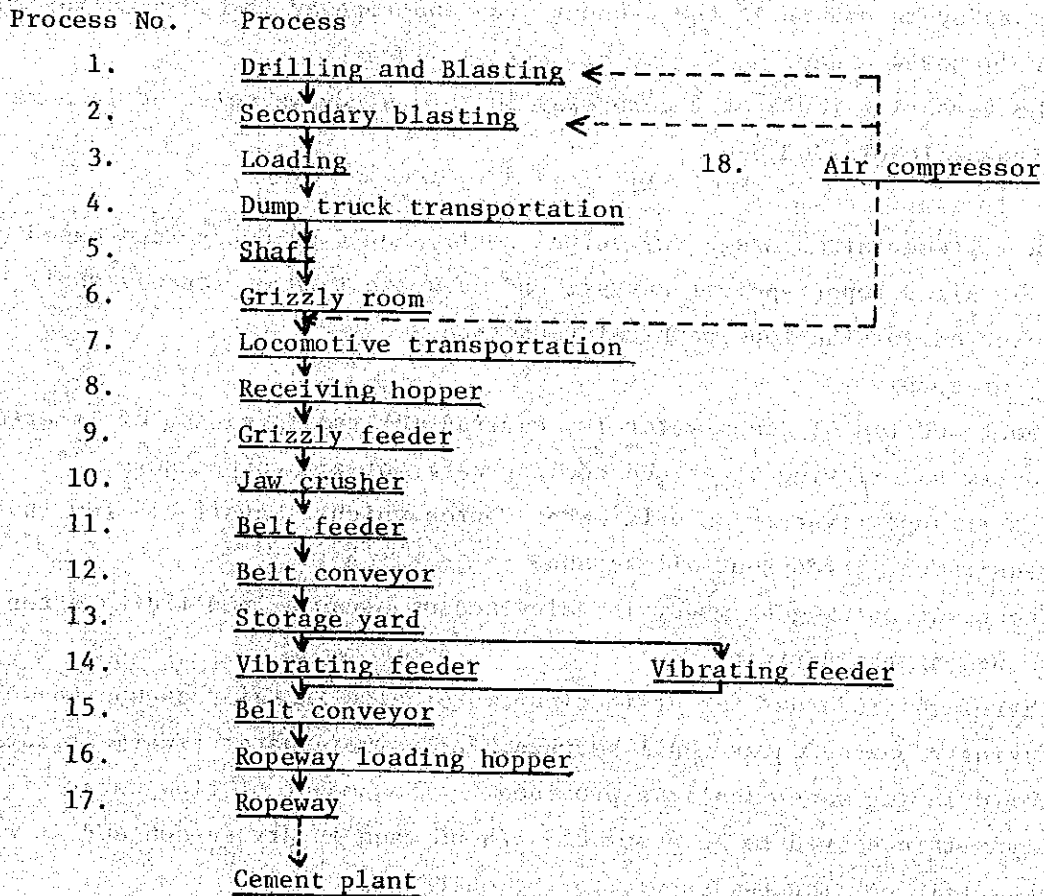 Process No. Process
1. Drilling and Blasting
2. Secondary blasting
3. Loading 18. Air compressor
4. Dump truck transportation
5. Shaft
6. Grizzly room
7. Locomotive transportation
8. Receiving hopper
9. Grizzly feeder
10. Jaw crusher
11. Belt feeder
12. Belt conveyor
13. Storage yard
14. Vibrating feeder Vibrating feeder
15. Belt conveyor
16. Ropeway loading hopper
17. Ropeway
Cement plant